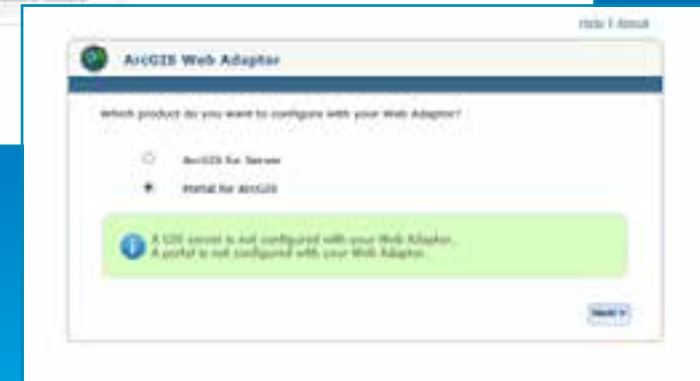 Help | About
ArcGIS Web Adaptor
Which product do you want to configure with your Web Adaptor?
ArcGIS for Server
Portal for ArcGIS
A GIS server is not configured with your Web Adaptor.
A portal is not configured with your Web Adaptor.
Next >